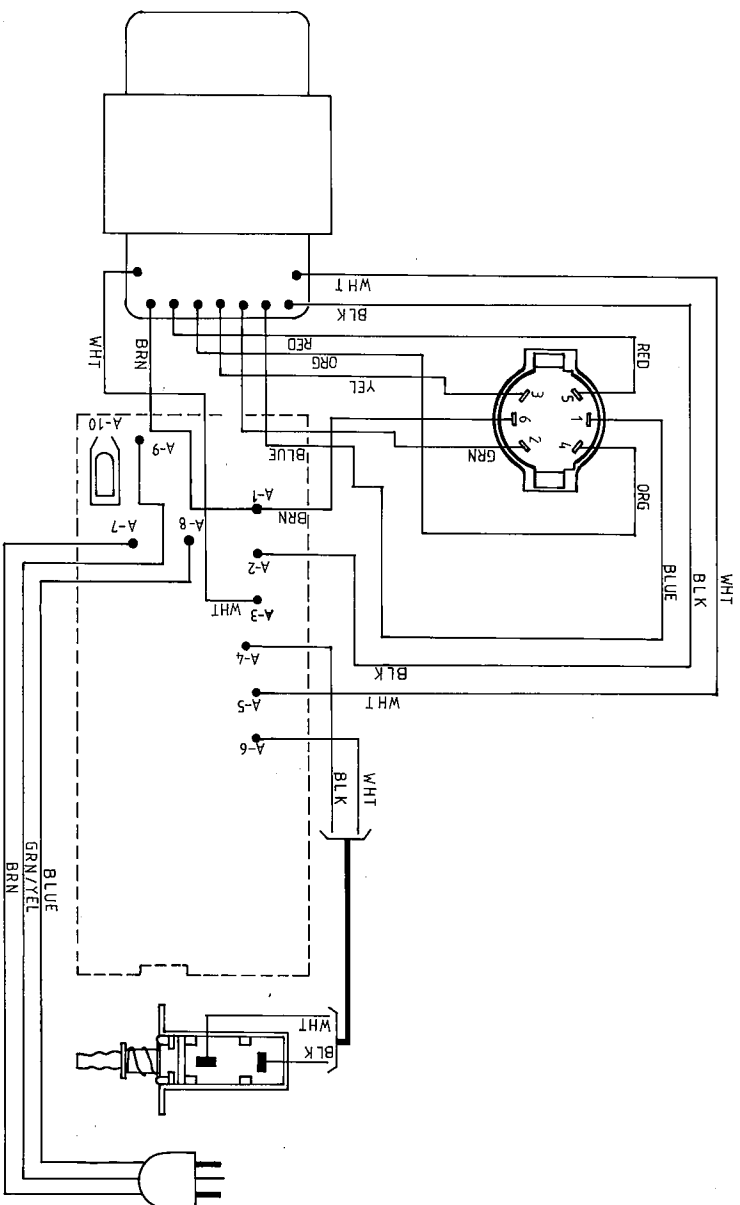 WHT
BLK
WHT
BRN
RED
ORG
YEL
RED
3
5
6
1
2
4
GRN
ORG
BLUE
A-10
A-9
A-1
BRN
A-7
A-8
A-2
A-3
WHT
BLUE
BLK
WHT
A-4
BLK
A-5
WHT
A-6
BLK
WHT
BLUE
GRN/YEL
BRN
WHT
BLK